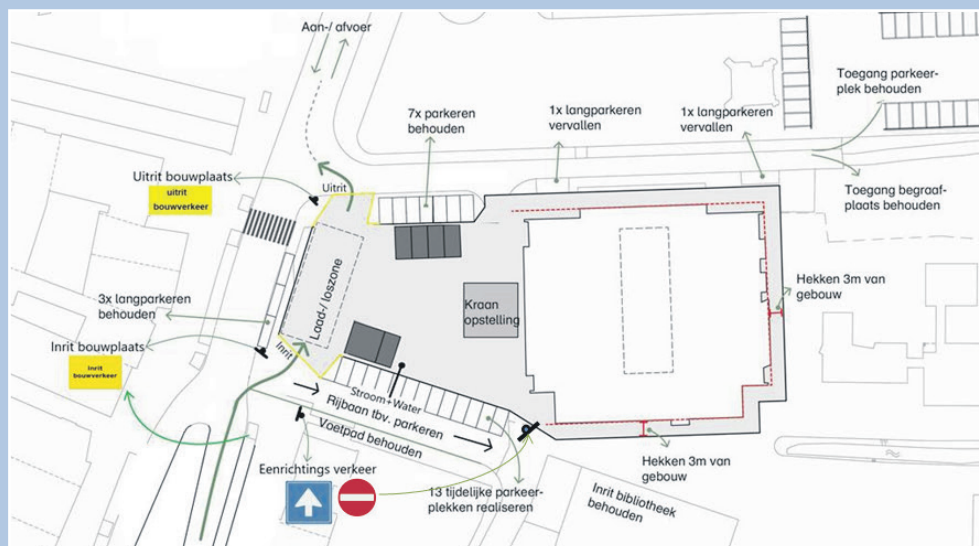 Aan-/ afvoer
Toegang parkeer-
plek behouden
7x parkeren
behouden
1x langparkeren
vervallen
1x langparkeren
vervallen
Uitrit bouwplaats
uitrit
bouwverkeer
Uitrit
Toegang begraaf-
plaats behouden
Laad-/ loszone
3x langparkeren
behouden
Kraan
opstelling
Hekken 3m van
gebouw
Inrit bouwplaats
inrit
bouwverkeer
Inrit
Stroom+Water
Rijbaan tbv. parkeren
Voetpad behouden
Eenrichtings verkeer
Hekken 3m van
gebouw
13 tijdelijke parkeer-
plekken realiseren
Inrit bibliotheek
behouden